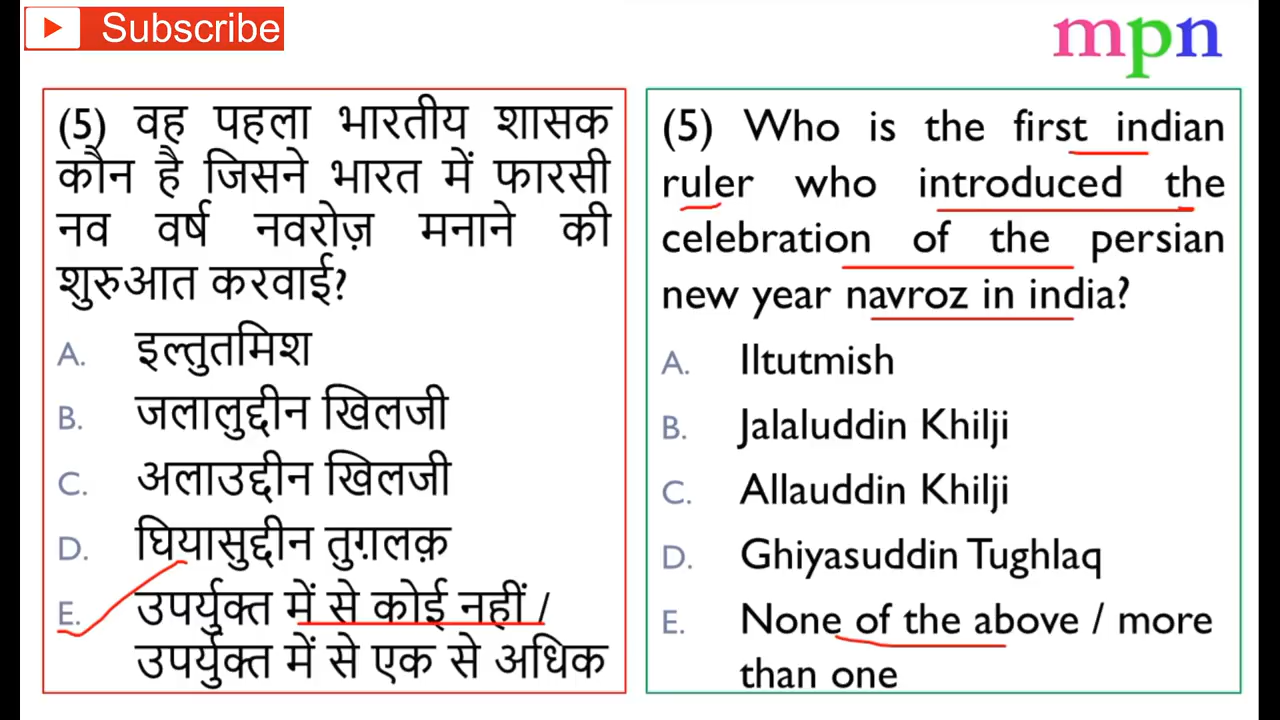 Subscribe
mpn
(5) वह पहला भारतीय शासक
कौन है जिसने भारत में फारसी
नव वर्ष नवरोज़ मनाने की
शुरुआत करवाई?
A. इल्तुतमिश
B. जलालुद्दीन खिलजी
C. अलाउद्दीन खिलजी
D. घियासुद्दीन तुग़लक़
E. उपर्युक्त में से कोई नहीं /
उपर्युक्त में से एक से अधिक
(5) Who is the first indian
ruler who introduced the
celebration of the persian
new year navroz in india?
A. Iltutmish
B. Jalaluddin Khilji
C. Allauddin Khilji
D. Ghiyasuddin Tughlaq
E. None of the above / more
than one